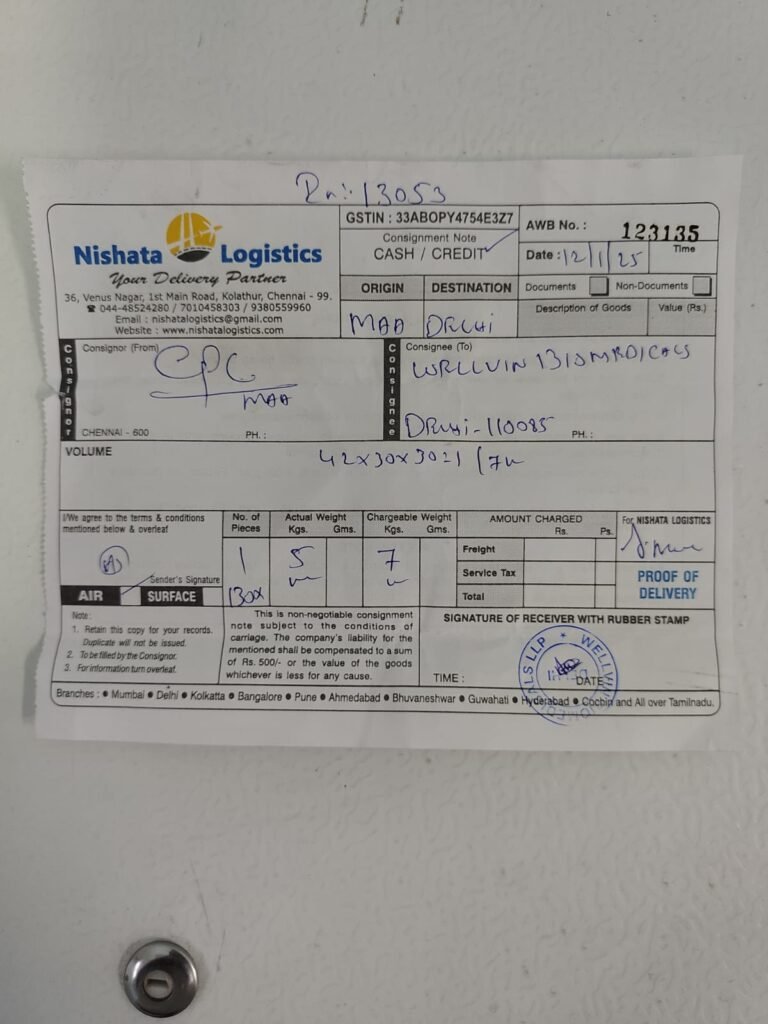 Rn:- 13053
Nishata Logistics
Your Delivery Partner
36, Venus Nagar, 1st Main Road, Kolathur, Chennai - 99.
☎ 044-48524280 / 7010458303 / 9380559960
Email : nishatalogistics@gmail.com
Website : www.nishatalogistics.com
GSTIN : 33ABOPY4754E3Z7
Consignment Note
CASH / CREDIT ✓
AWB No. : 123135
Date : 12/1/25
Time
ORIGIN
DESTINATION
MAA
DELHI
Documents
Non-Documents
Description of Goods
Value (Rs.)
Consignor
Consignor (From)
CPC
MAA
CHENNAI - 600
PH. :
Consignee
Consignee (To)
WELLVIN BIOMEDICALS
DELHI - 110085
PH. :
VOLUME
42x30x30=1 / 7k
I/We agree to the terms & conditions
mentioned below & overleaf
Sender's Signature
AIR
SURFACE
No. of Pieces
1
BOX
Actual Weight
Kgs. Gms.
5
Chargeable Weight
Kgs. Gms.
7
AMOUNT CHARGED
Rs. Ps.
Freight
Service Tax
Total
For NISHATA LOGISTICS
PROOF OF
DELIVERY
Note :
1. Retain this copy for your records.
Duplicate will not be issued.
2. To be filled by the Consignor.
3. For information turn overleaf.
This is non-negotiable consignment
note subject to the conditions of
carriage. The company's liability for the
mentioned shall be compensated to a sum
of Rs. 500/- or the value of the goods
whichever is less for any cause.
SIGNATURE OF RECEIVER WITH RUBBER STAMP
TIME :
DATE
Branches : ● Mumbai ● Delhi ● Kolkatta ● Bangalore ● Pune ● Ahmedabad ● Bhuvaneshwar ● Guwahati ● Hyderabad ● Cochin and All over Tamilnadu.